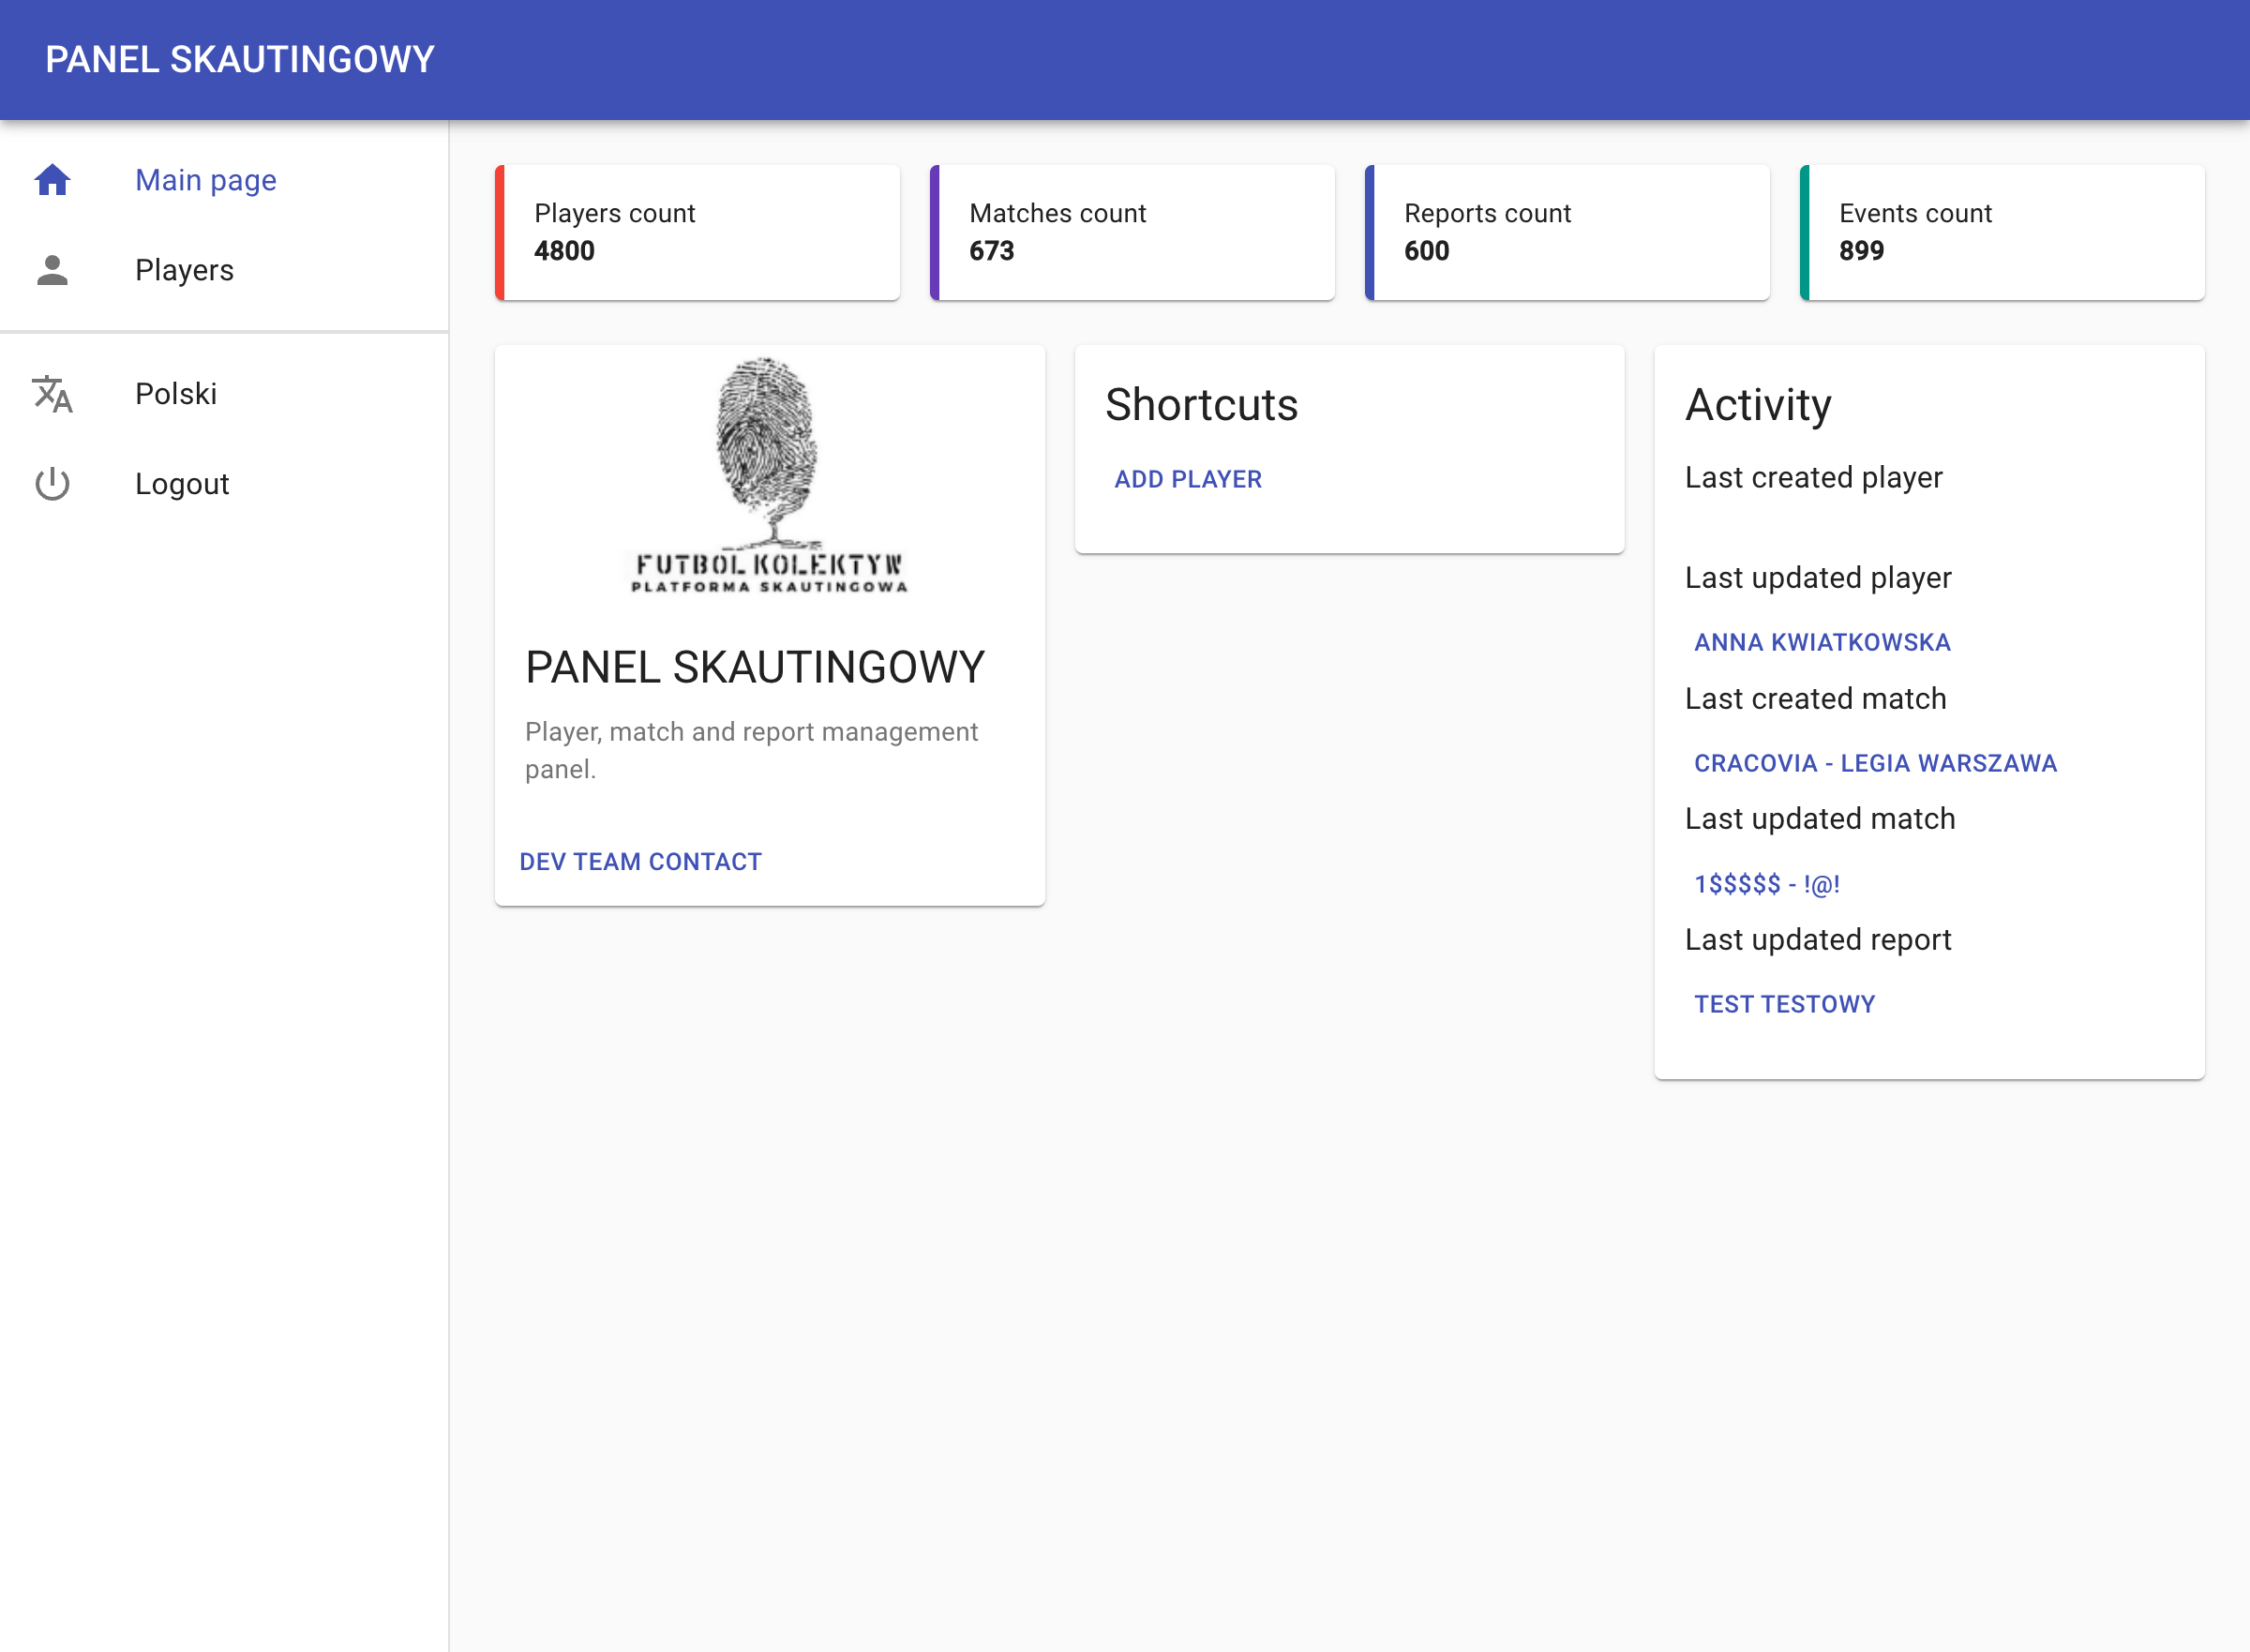 PANEL SKAUTINGOWY
Main page
Players
Polski
Logout
Players count
4800
Matches count
673
Reports count
600
Events count
899
FUTBOL KOLEKTYW
PLATFORMA SKAUTINGOWA
PANEL SKAUTINGOWY
Player, match and report management
panel.
DEV TEAM CONTACT
Shortcuts
ADD PLAYER
Activity
Last created player
Last updated player
ANNA KWIATKOWSKA
Last created match
CRACOVIA - LEGIA WARSZAWA
Last updated match
1$$$$$ - !@!
Last updated report
TEST TESTOWY